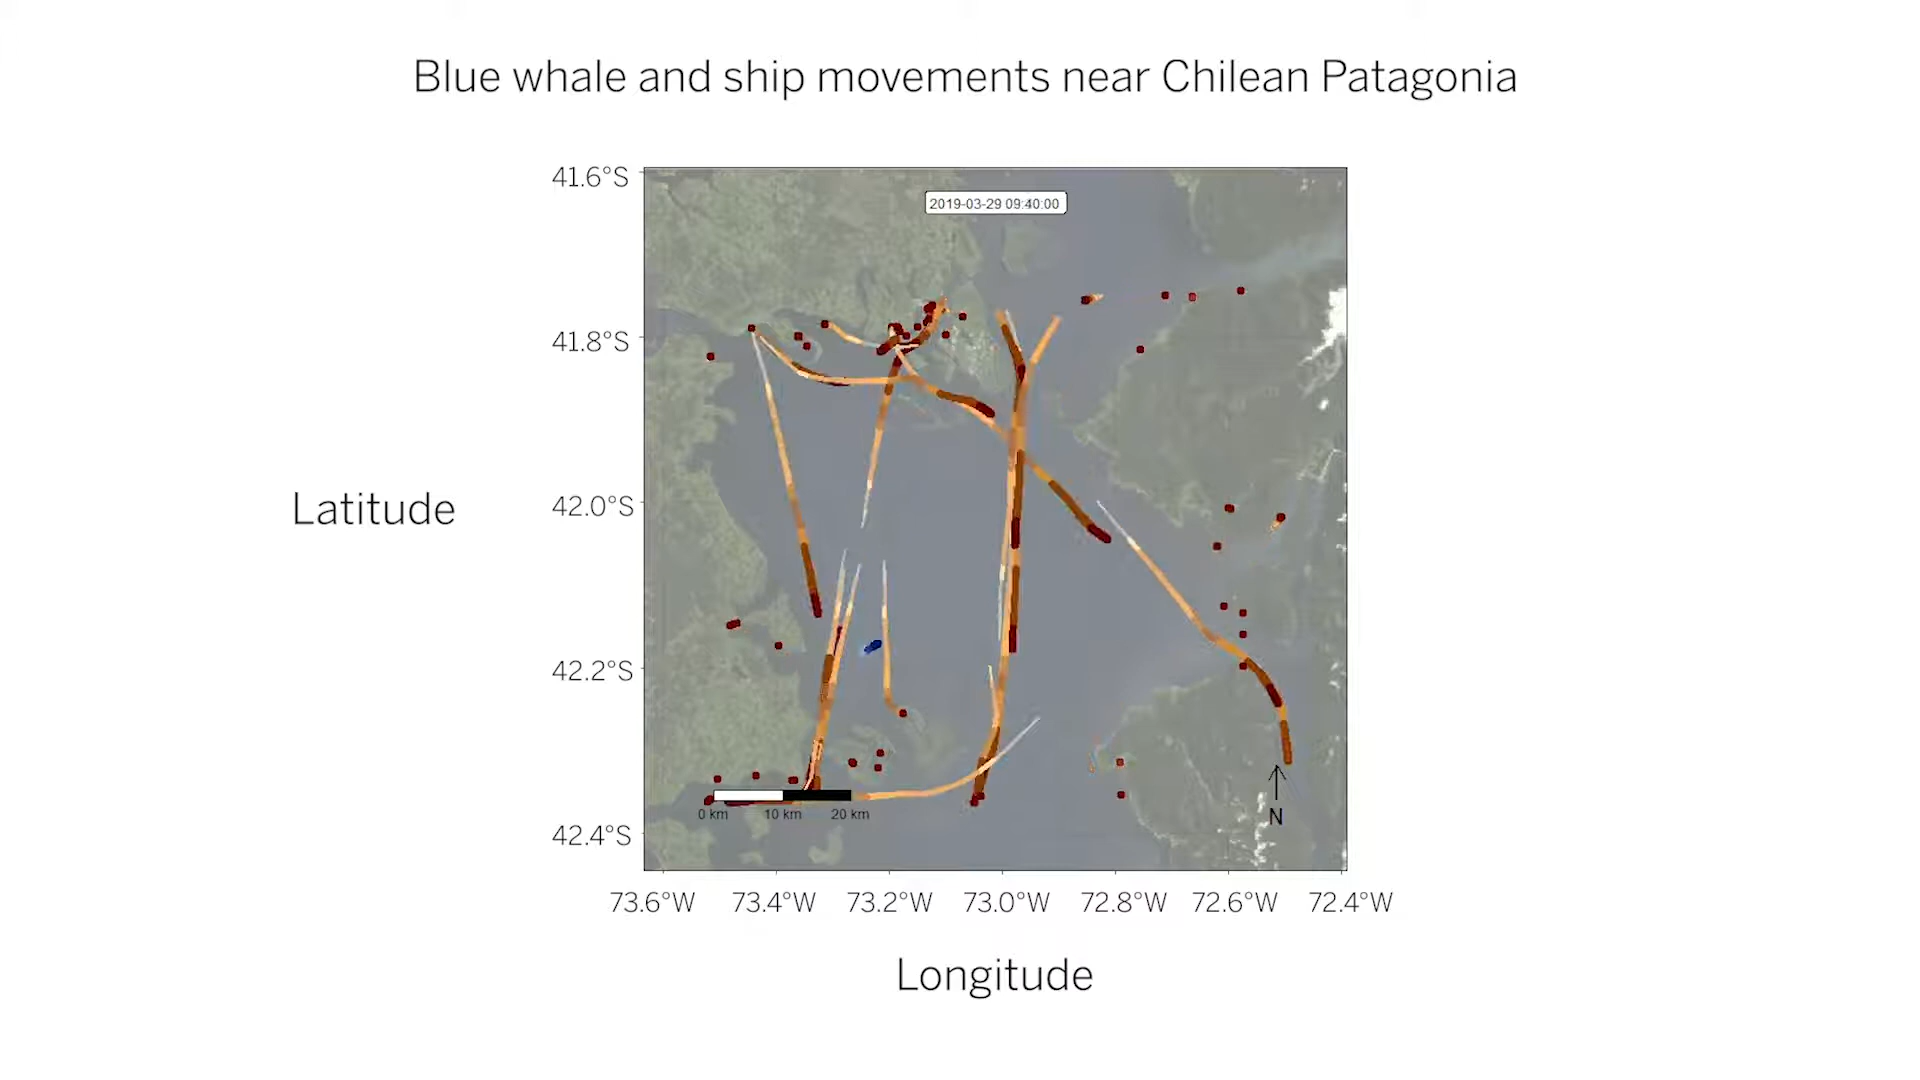 Blue whale and ship movements near Chilean Patagonia
2019-03-29 09:40:00
41.6°S
41.8°S
42.0°S
42.2°S
42.4°S
Latitude
0 km 10 km 20 km
N
73.6°W 73.4°W 73.2°W 73.0°W 72.8°W 72.6°W 72.4°W
Longitude